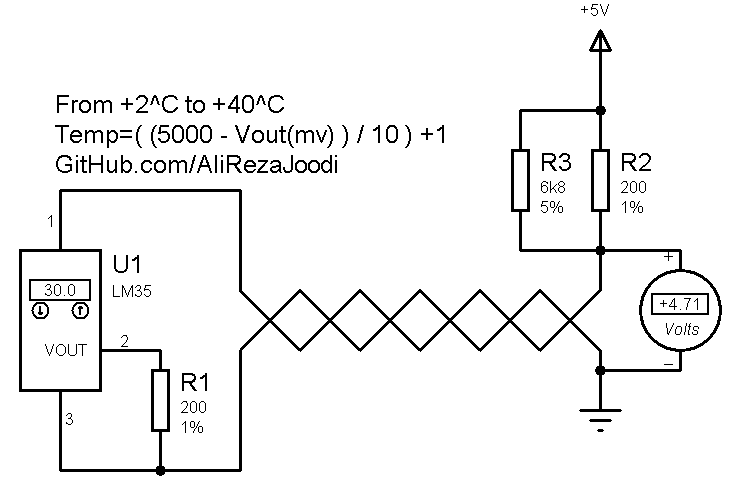 +5V
From +2^C to +40^C
Temp=( (5000 - Vout(mv) ) / 10 ) +1
GitHub.com/AliRezaJoodi
R3
6k8
5%
R2
200
1%
1
U1
LM35
30.0
VOUT
2
3
R1
200
1%
+
+4.71
Volts
−